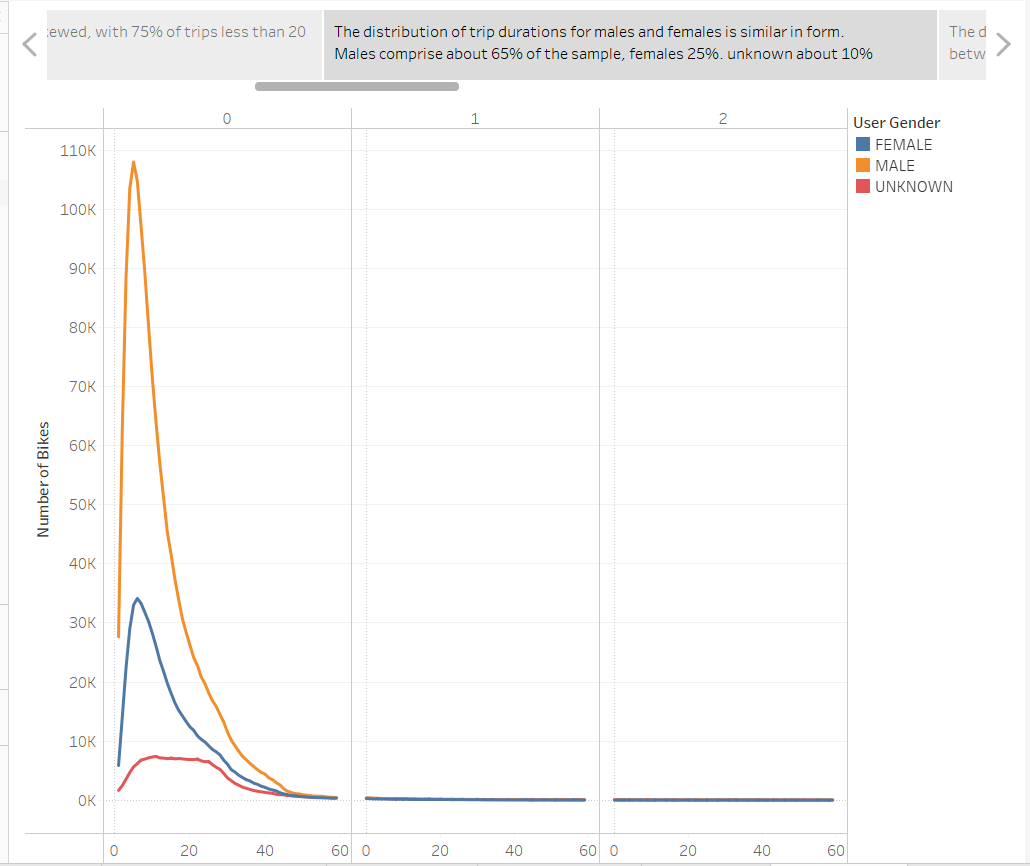 ewed, with 75% of trips less than 20
The distribution of trip durations for males and females is similar in form.
Males comprise about 65% of the sample, females 25%. unknown about 10%
The d
betw
0 1 2
User Gender
FEMALE
MALE
UNKNOWN
Number of Bikes
110K
100K
90K
80K
70K
60K
50K
40K
30K
20K
10K
0K
0 20 40 60 0 20 40 60 0 20 40 60